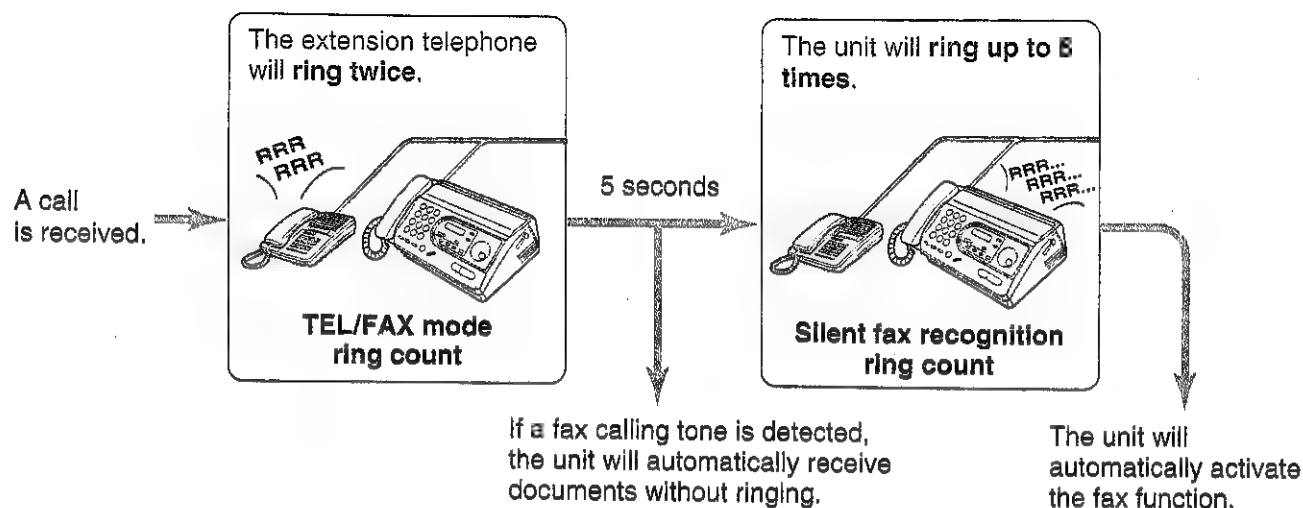 The extension telephone
will ring twice.
RRR
RRR
TEL/FAX mode
ring count
A call
is received.
5 seconds
The unit will ring up to
times.
RRR...
RRR...
RRR...
Silent fax recognition
ring count
If a fax calling tone is detected,
the unit will automatically receive
documents without ringing.
The unit will
automatically activate
the fax function.